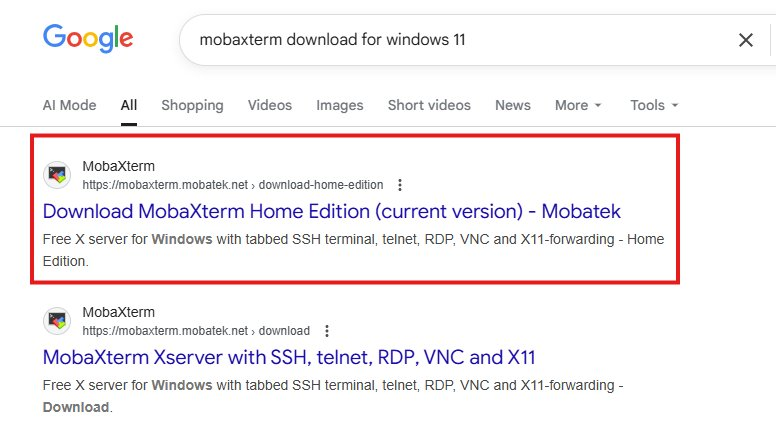 Google
mobaxterm download for windows 11
AI Mode All Shopping Videos Images Short videos News More Tools
MobaXterm
https://mobaxterm.mobatek.net › download-home-edition
Download MobaXterm Home Edition (current version) - Mobatek
Free X server for Windows with tabbed SSH terminal, telnet, RDP, VNC and X11-forwarding - Home
Edition.
MobaXterm
https://mobaxterm.mobatek.net › download
MobaXterm Xserver with SSH, telnet, RDP, VNC and X11
Free X server for Windows with tabbed SSH terminal, telnet, RDP, VNC and X11-forwarding -
Download.